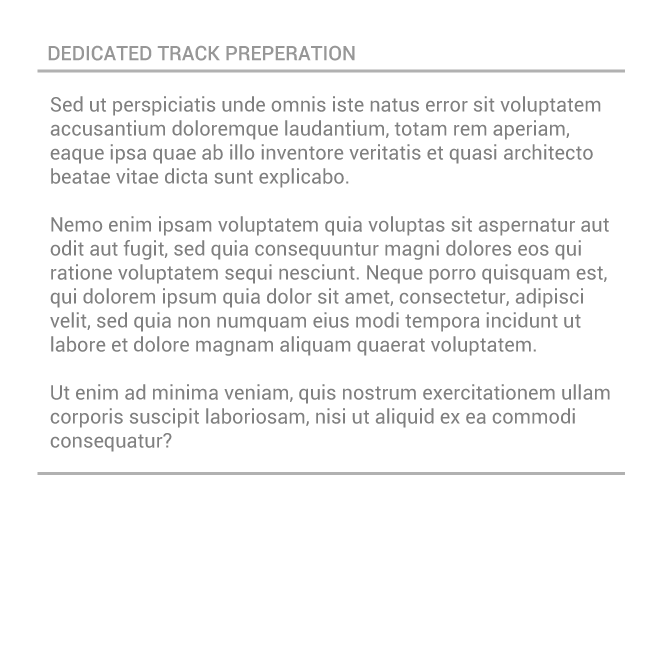 DEDICATED TRACK PREPERATION
Sed ut perspiciatis unde omnis iste natus error sit voluptatem
accusantium doloremque laudantium, totam rem aperiam,
eaque ipsa quae ab illo inventore veritatis et quasi architecto
beatae vitae dicta sunt explicabo.
Nemo enim ipsam voluptatem quia voluptas sit aspernatur aut
odit aut fugit, sed quia consequuntur magni dolores eos qui
ratione voluptatem sequi nesciunt. Neque porro quisquam est,
qui dolorem ipsum quia dolor sit amet, consectetur, adipisci
velit, sed quia non numquam eius modi tempora incidunt ut
labore et dolore magnam aliquam quaerat voluptatem.
Ut enim ad minima veniam, quis nostrum exercitationem ullam
corporis suscipit laboriosam, nisi ut aliquid ex ea commodi
consequatur?